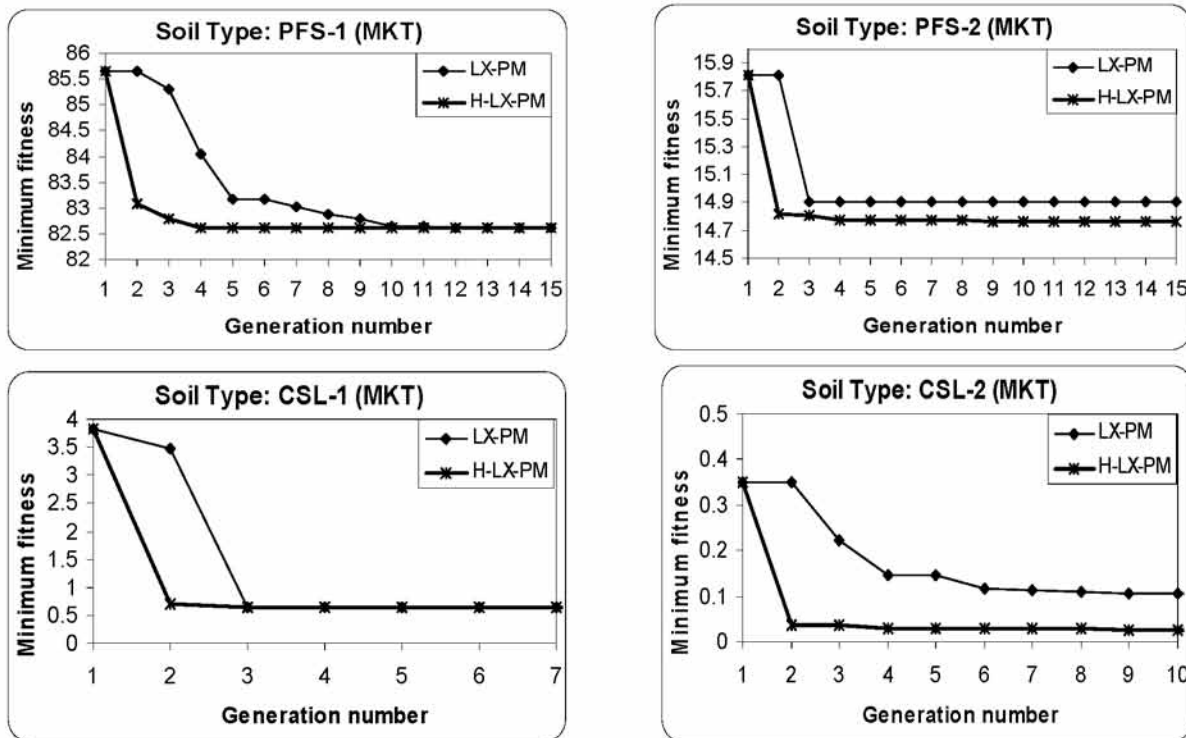 Soil Type: PFS-1 (MKT)
LX-PM
H-LX-PM
Minimum fitness
86
85.5
85
84.5
84
83.5
83
82.5
82
1 2 3 4 5 6 7 8 9 10 11 12 13 14 15
Generation number
Soil Type: PFS-2 (MKT)
LX-PM
H-LX-PM
Minimum fitness
15.9
15.7
15.5
15.3
15.1
14.9
14.7
14.5
1 2 3 4 5 6 7 8 9 10 11 12 13 14 15
Generation number
Soil Type: CSL-1 (MKT)
LX-PM
H-LX-PM
Minimum fitness
4
3.5
3
2.5
2
1.5
1
0.5
0
1 2 3 4 5 6 7
Generation number
Soil Type: CSL-2 (MKT)
LX-PM
H-LX-PM
Minimum fitness
0.5
0.4
0.3
0.2
0.1
0
1 2 3 4 5 6 7 8 9 10
Generation number